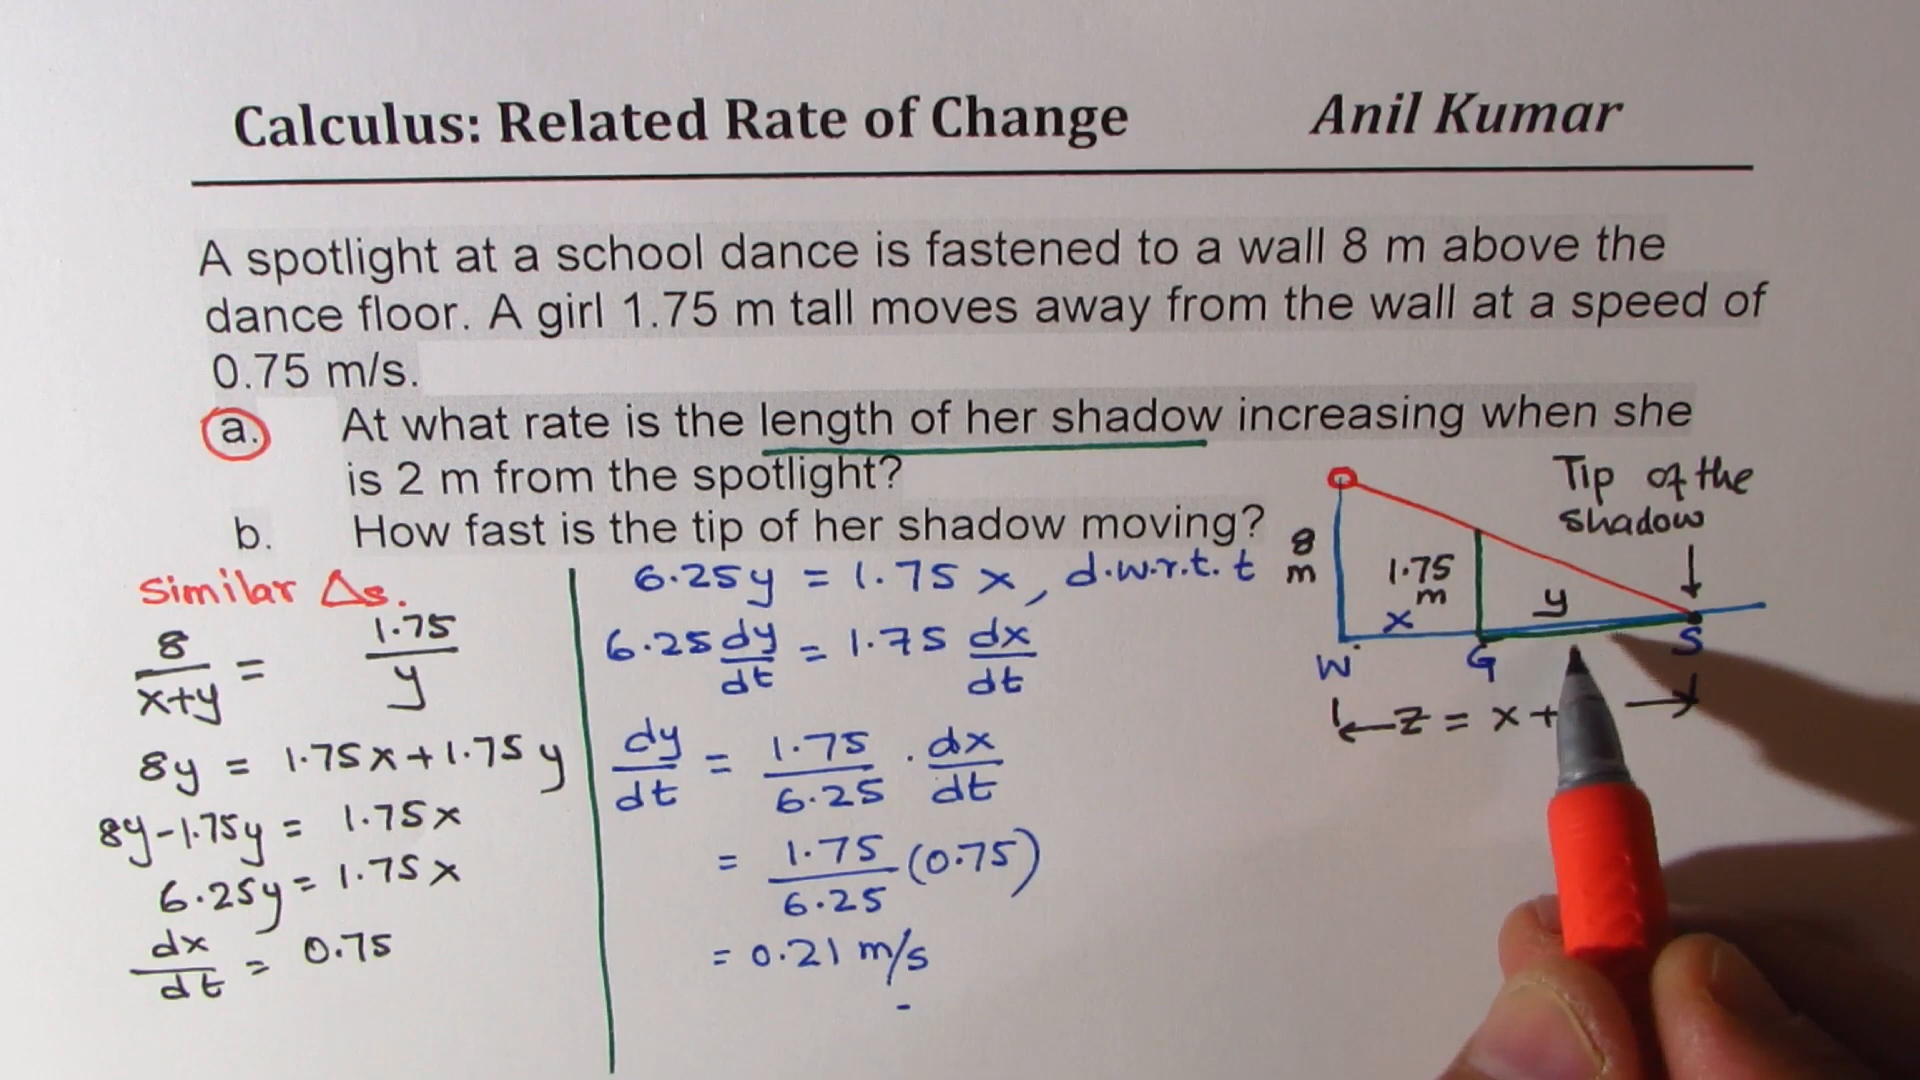 Calculus: Related Rate of Change Anil Kumar
A spotlight at a school dance is fastened to a wall 8 m above the
dance floor. A girl 1.75 m tall moves away from the wall at a speed of
0.75 m/s.
a. At what rate is the length of her shadow increasing when she
is 2 m from the spotlight?
b. How fast is the tip of her shadow moving?
Similar Δs.
8/(x+y) = 1.75/y
8y = 1.75x + 1.75y
8y - 1.75y = 1.75x
6.25y = 1.75x
dx/dt = 0.75
6.25y = 1.75x, d.w.r.t. t
6.25 dy/dt = 1.75 dx/dt
dy/dt = 1.75/6.25 · dx/dt
= 1.75/6.25 (0.75)
= 0.21 m/s
Tip of the
shadow
8
m
1.75
m
x
y
W G S
z = x +